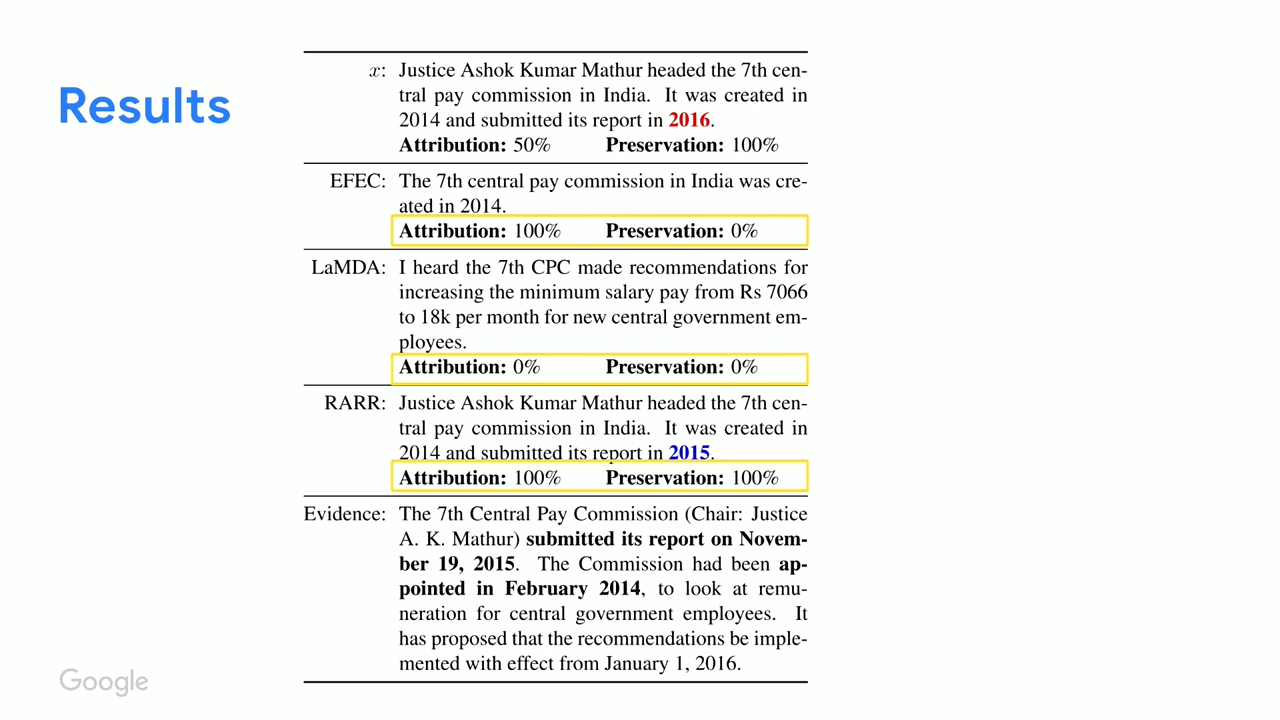 Results
x: Justice Ashok Kumar Mathur headed the 7th cen-
tral pay commission in India. It was created in
2014 and submitted its report in 2016.
Attribution: 50% Preservation: 100%
EFEC: The 7th central pay commission in India was cre-
ated in 2014.
Attribution: 100% Preservation: 0%
LaMDA: I heard the 7th CPC made recommendations for
increasing the minimum salary pay from Rs 7066
to 18k per month for new central government em-
ployees.
Attribution: 0% Preservation: 0%
RARR: Justice Ashok Kumar Mathur headed the 7th cen-
tral pay commission in India. It was created in
2014 and submitted its report in 2015.
Attribution: 100% Preservation: 100%
Evidence: The 7th Central Pay Commission (Chair: Justice
A. K. Mathur) submitted its report on Novem-
ber 19, 2015. The Commission had been ap-
pointed in February 2014, to look at remu-
neration for central government employees. It
has proposed that the recommendations be imple-
mented with effect from January 1, 2016.
Google